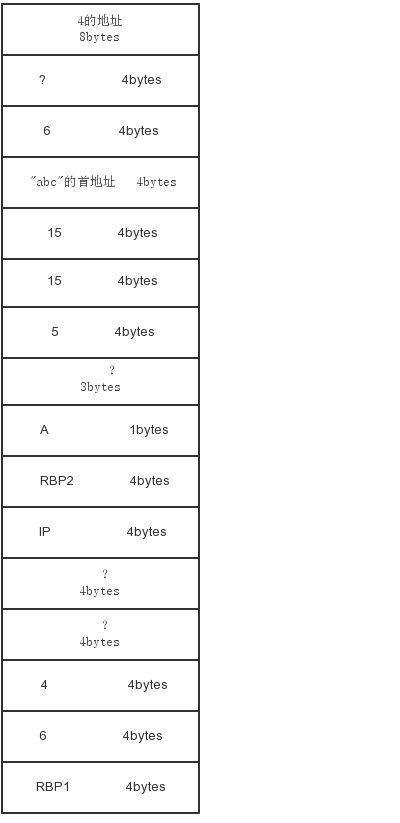 4的地址
8bytes
? 4bytes
6 4bytes
"abc"的首地址 4bytes
15 4bytes
15 4bytes
5 4bytes
?
3bytes
A 1bytes
RBP2 4bytes
IP 4bytes
?
4bytes
?
4bytes
4 4bytes
6 4bytes
RBP1 4bytes